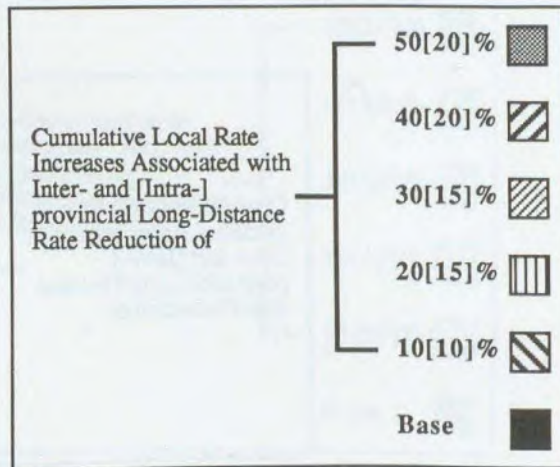 50[20]%
40[20]%
Cumulative Local Rate
Increases Associated with
Inter- and [Intra-]
provincial Long-Distance
Rate Reduction of
30[15]%
20[15]%
10[10]%
Base